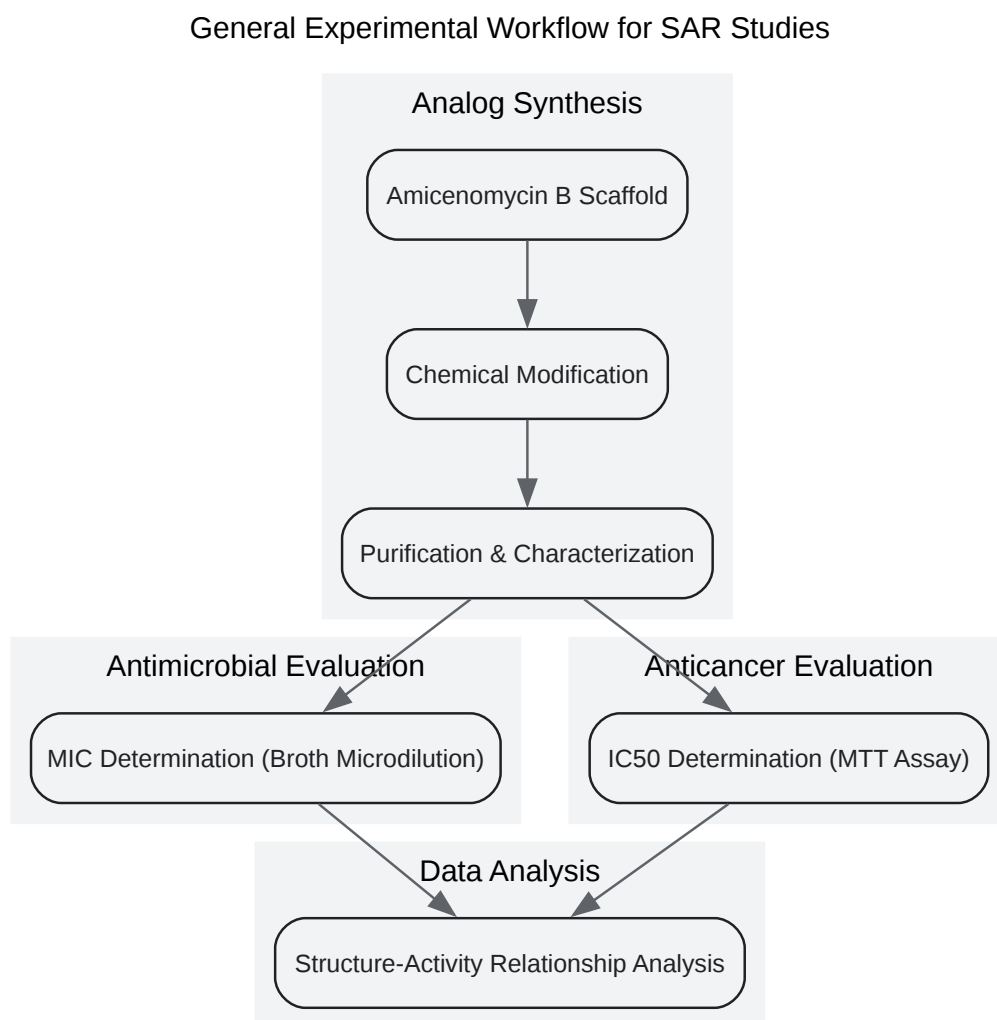 General Experimental Workflow for SAR Studies
Analog Synthesis
Amicenomycin B Scaffold
Chemical Modification
Purification & Characterization
Antimicrobial Evaluation
MIC Determination (Broth Microdilution)
Anticancer Evaluation
IC50 Determination (MTT Assay)
Data Analysis
Structure-Activity Relationship Analysis